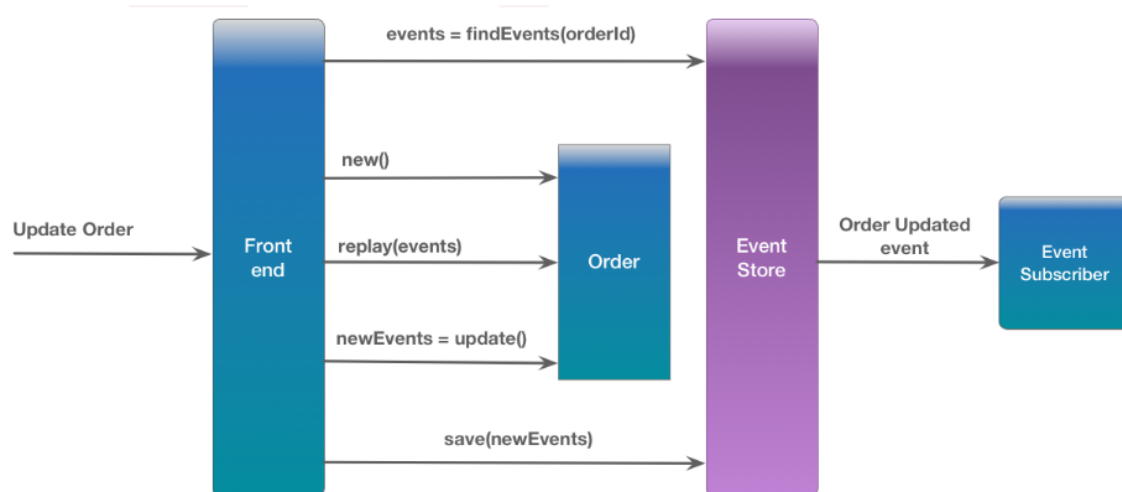 events = findEvents(orderId)
new()
Update Order
Front
end
replay(events)
Order
Event
Store
Order Updated
event
Event
Subscriber
newEvents = update()
save(newEvents)